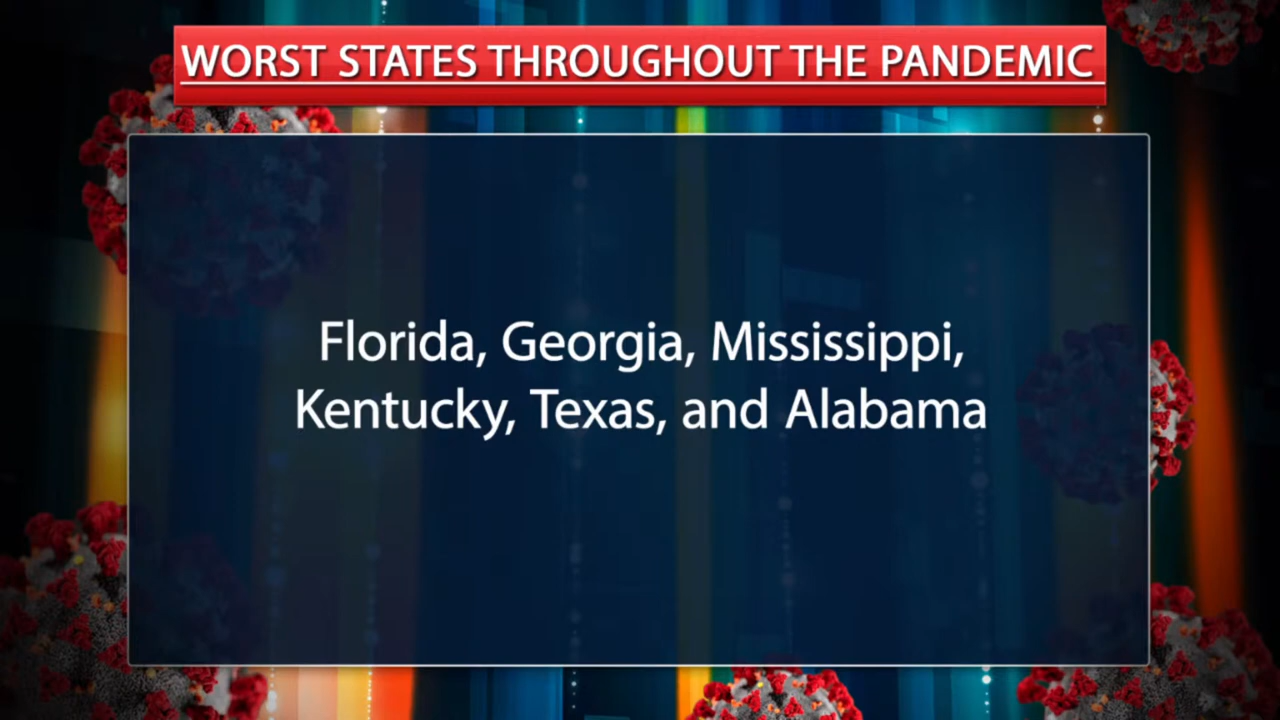 WORST STATES THROUGHOUT THE PANDEMIC
Florida, Georgia, Mississippi,
Kentucky, Texas, and Alabama